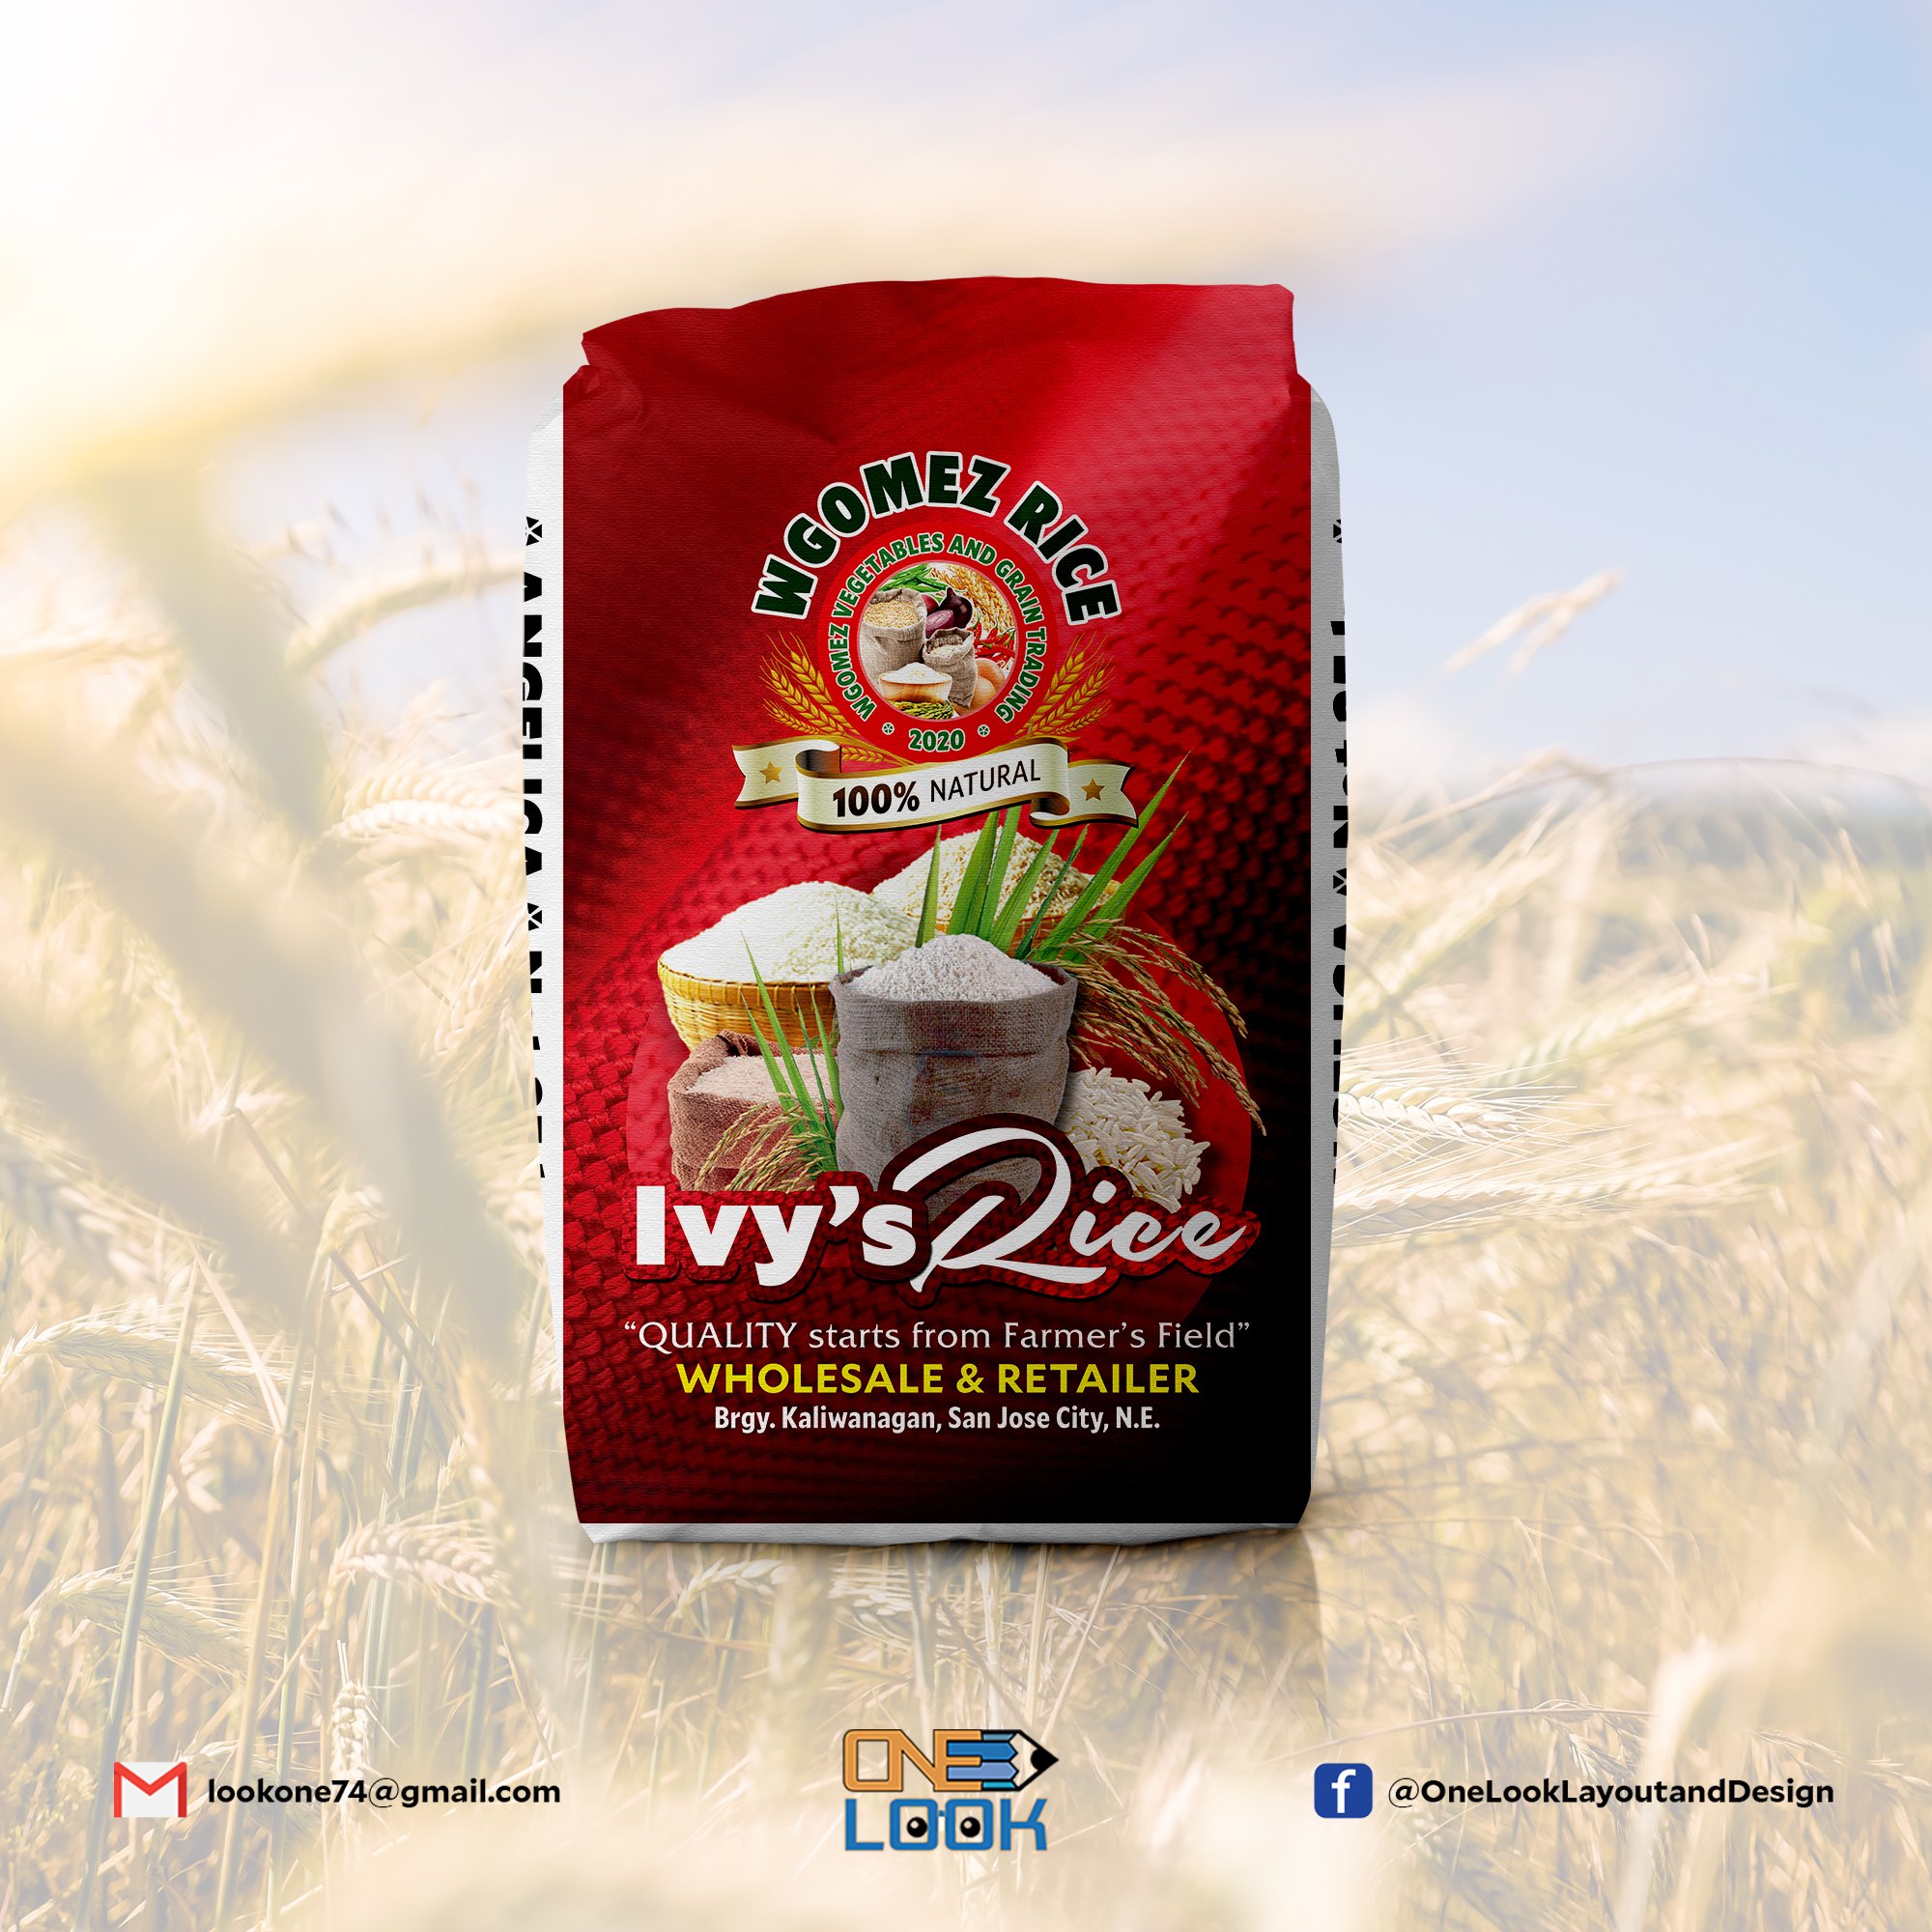 WGOMEZ RICE
WGOMEZ VEGETABLES AND GRAIN TRADING
2020
100% NATURAL
Ivy's Rice
“QUALITY starts from Farmer's Field”
WHOLESALE & RETAILER
Brgy. Kaliwanagan, San Jose City, N.E.
lookone74@gmail.com
ONE
LOOK
f @OneLookLayoutandDesign